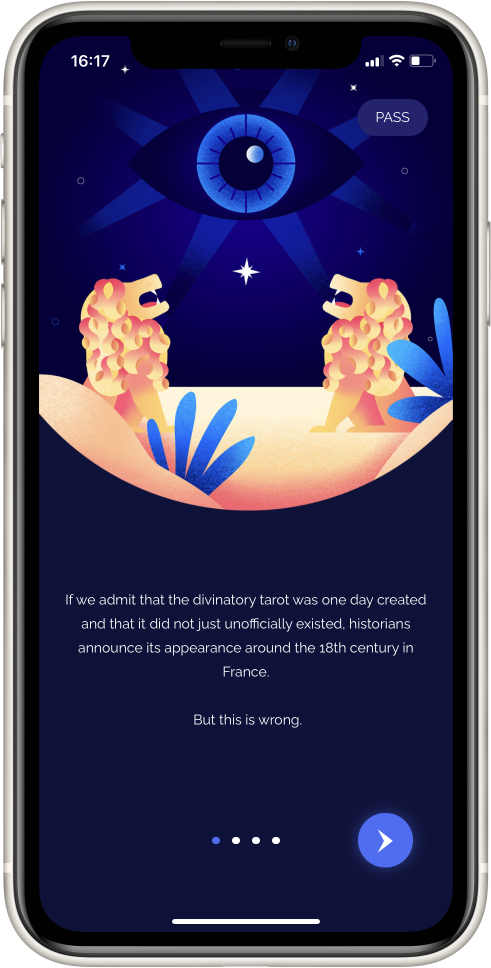 16:17
PASS
If we admit that the divinatory tarot was one day created
and that it did not just unofficially existed, historians
announce its appearance around the 18th century in
France.
But this is wrong.